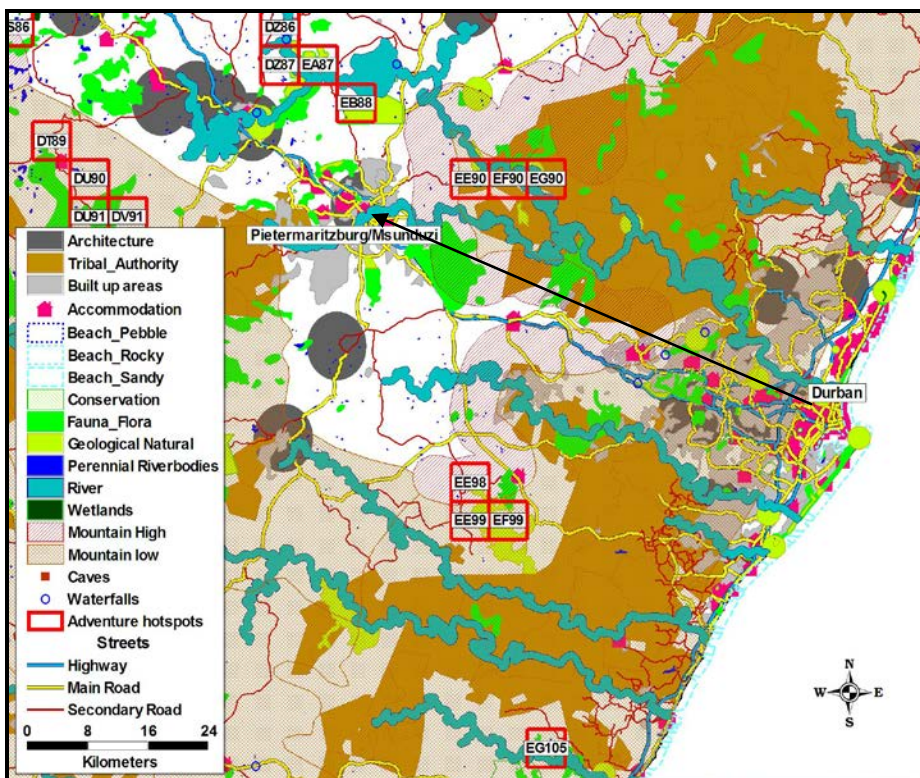 S86
DZ86
DZ87 EA87
EB88
DT89
DU90
EE90 EF90 EG90
DU91 DV91
Pietermaritzburg/Msunduzi
Durban
EE98
EE99 EF99
EG105
Architecture
Tribal_Authority
Built up areas
Accommodation
Beach_Pebble
Beach_Rocky
Beach_Sandy
Conservation
Fauna_Flora
Geological Natural
Perennial Riverbodies
River
Wetlands
Mountain High
Mountain low
Caves
Waterfalls
Adventure hotspots
Streets
Highway
Main Road
Secondary Road
0 8 16 24
Kilometers
N
W E
S